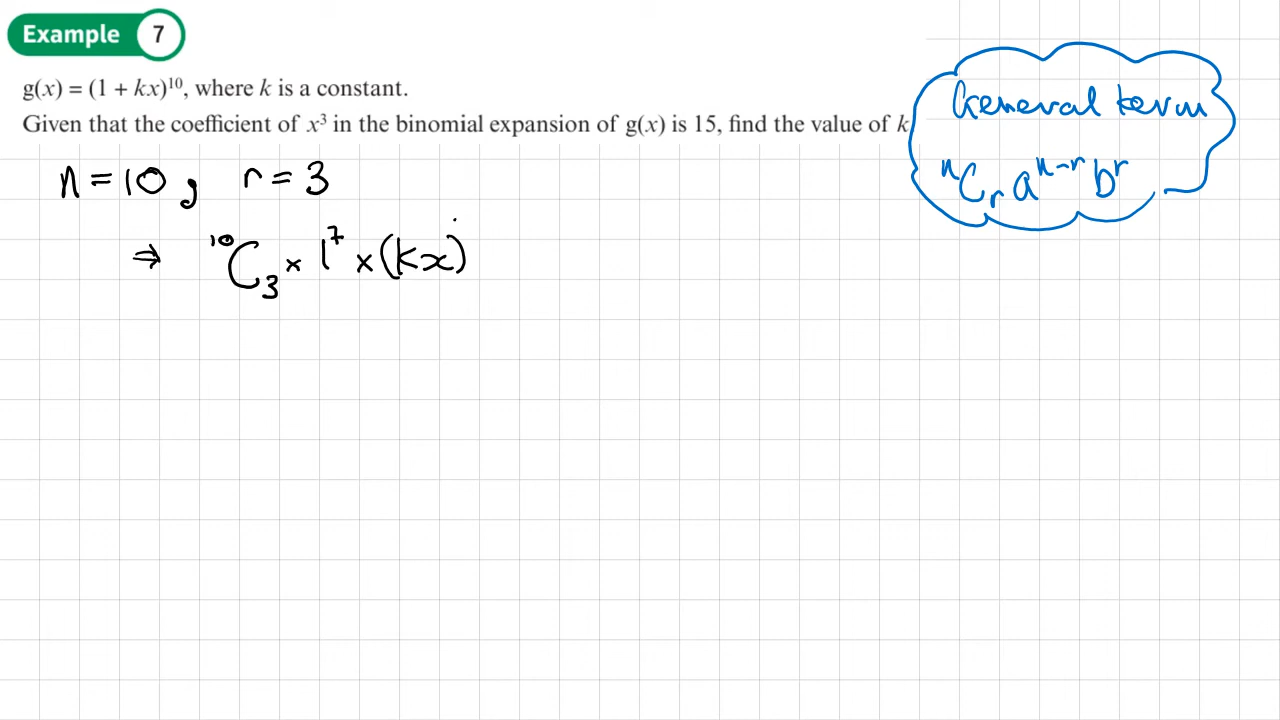 Example 7
g(x) = (1 + kx)¹⁰, where k is a constant.
Given that the coefficient of x³ in the binomial expansion of g(x) is 15, find the value of k
General term
ⁿCᵣ aⁿ⁻ʳ bʳ
n = 10, r = 3
⇒ ¹⁰C₃ × 1⁷ × (kx)